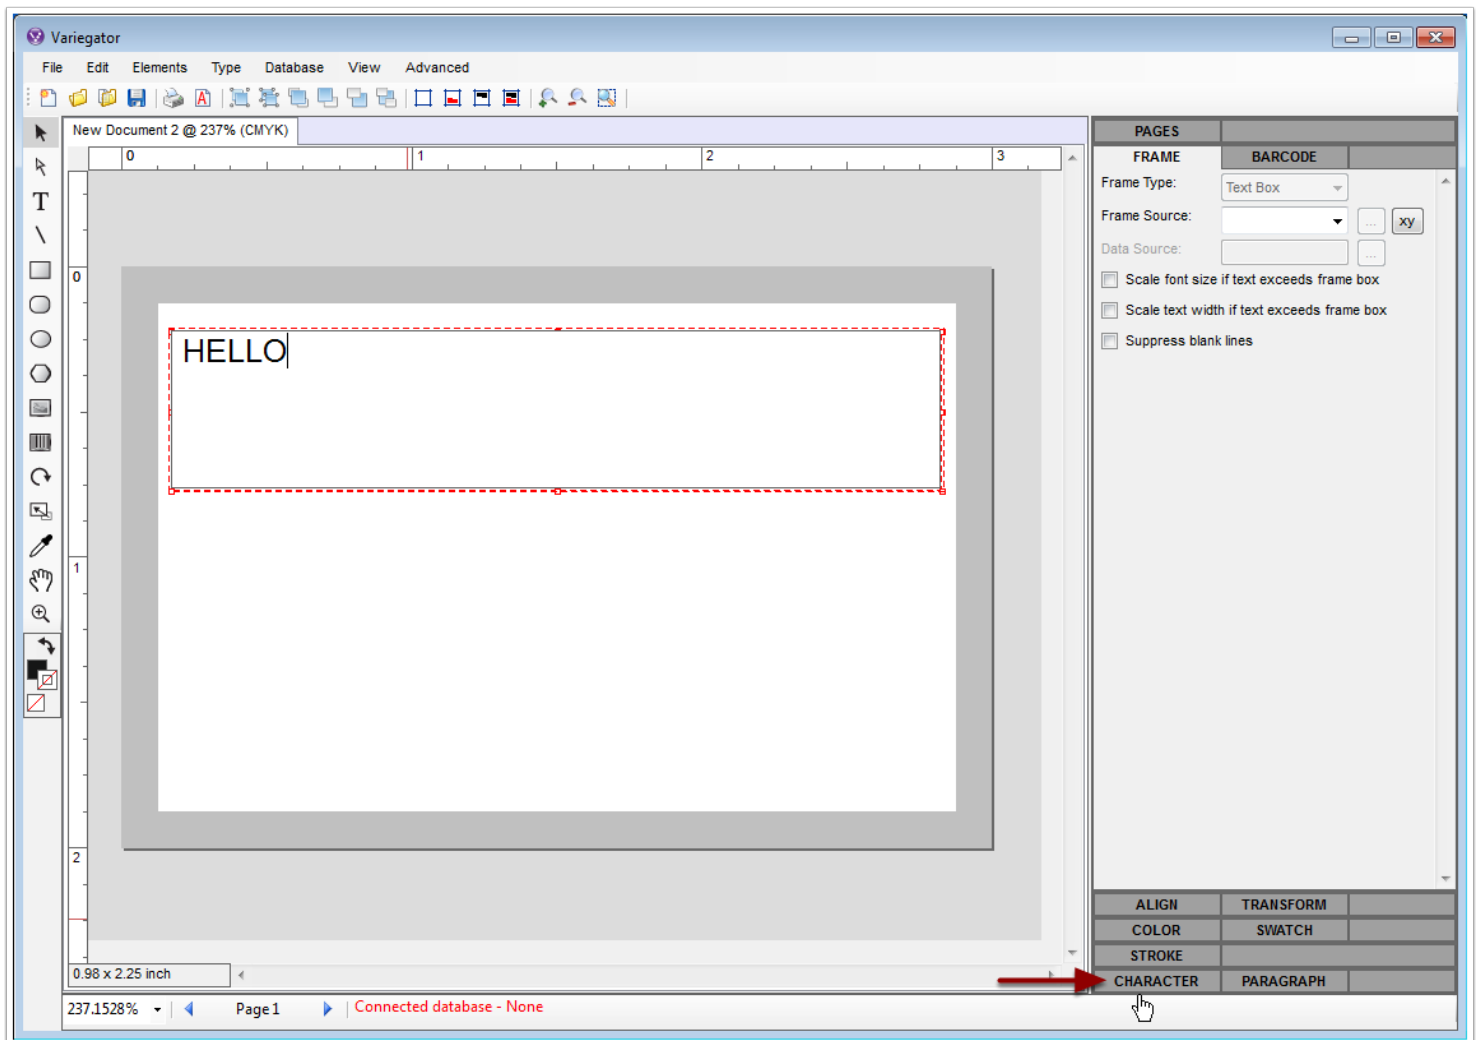 Variegator
File Edit Elements Type Database View Advanced
New Document 2 @ 237% (CMYK)
0 1 2 3
0
1
2
HELLO
PAGES
FRAME BARCODE
Frame Type: Text Box
Frame Source: ... xy
Data Source: ...
Scale font size if text exceeds frame box
Scale text width if text exceeds frame box
Suppress blank lines
ALIGN TRANSFORM
COLOR SWATCH
STROKE
CHARACTER PARAGRAPH
0.98 x 2.25 inch
237.1528% Page 1 Connected database - None